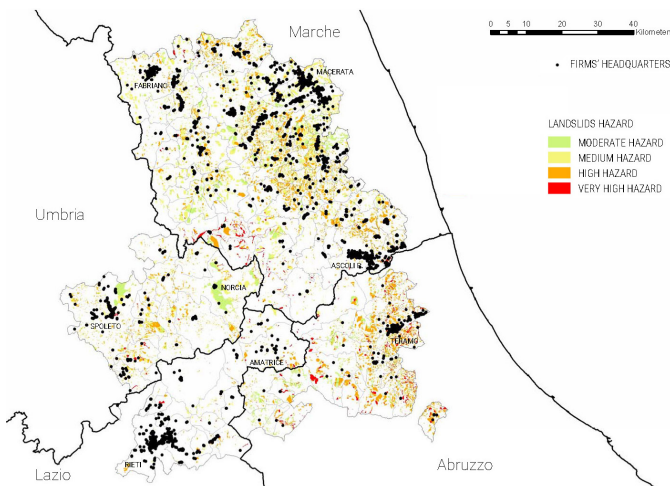 Marche
0 5 10 20 30 40
Kilometers
FIRMS' HEADQUARTERS
MACERATA
FABRIANO
LANDSLIDS HAZARD
MODERATE HAZARD
MEDIUM HAZARD
HIGH HAZARD
VERY HIGH HAZARD
Umbria
ASCOLI P.
NORCIA
SPOLETO
TERAMO
AMATRICE
RIETI
Lazio
Abruzzo